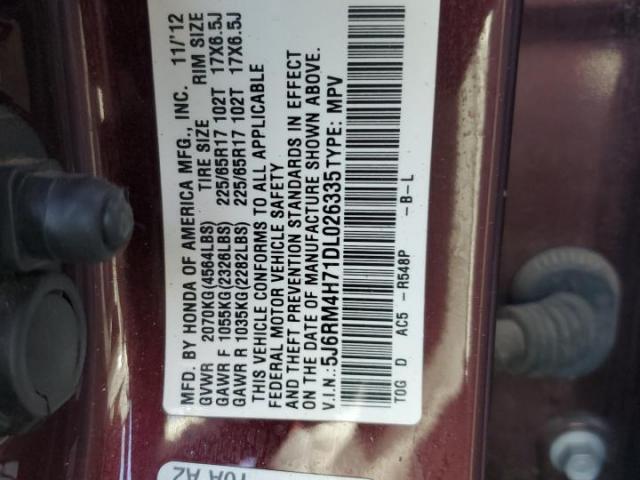 MFD. BY HONDA OF AMERICA MFG., INC. 11/'12
GVWR 2070KG(4564LBS) TIRE SIZE RIM SIZE
GAWR F 1055KG(2326LBS) 225/65R17 102T 17X6.5J
GAWR R 1035KG(2282LBS) 225/65R17 102T 17X6.5J
THIS VEHICLE CONFORMS TO ALL APPLICABLE
FEDERAL MOTOR VEHICLE SAFETY
AND THEFT PREVENTION STANDARDS IN EFFECT
ON THE DATE OF MANUFACTURE SHOWN ABOVE.
V.I.N.:5J6RM4H71DL026335 TYPE: MPV
TOG D AC5 -R548P -B-L